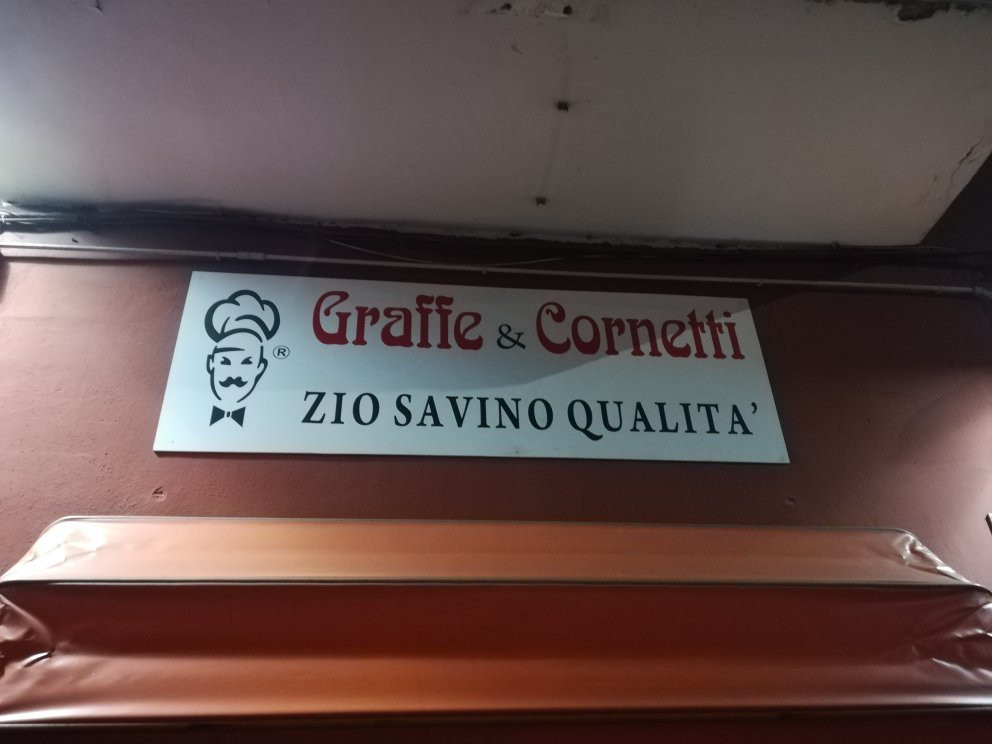 Graffe & Cornetti
®
ZIO SAVINO QUALITA'